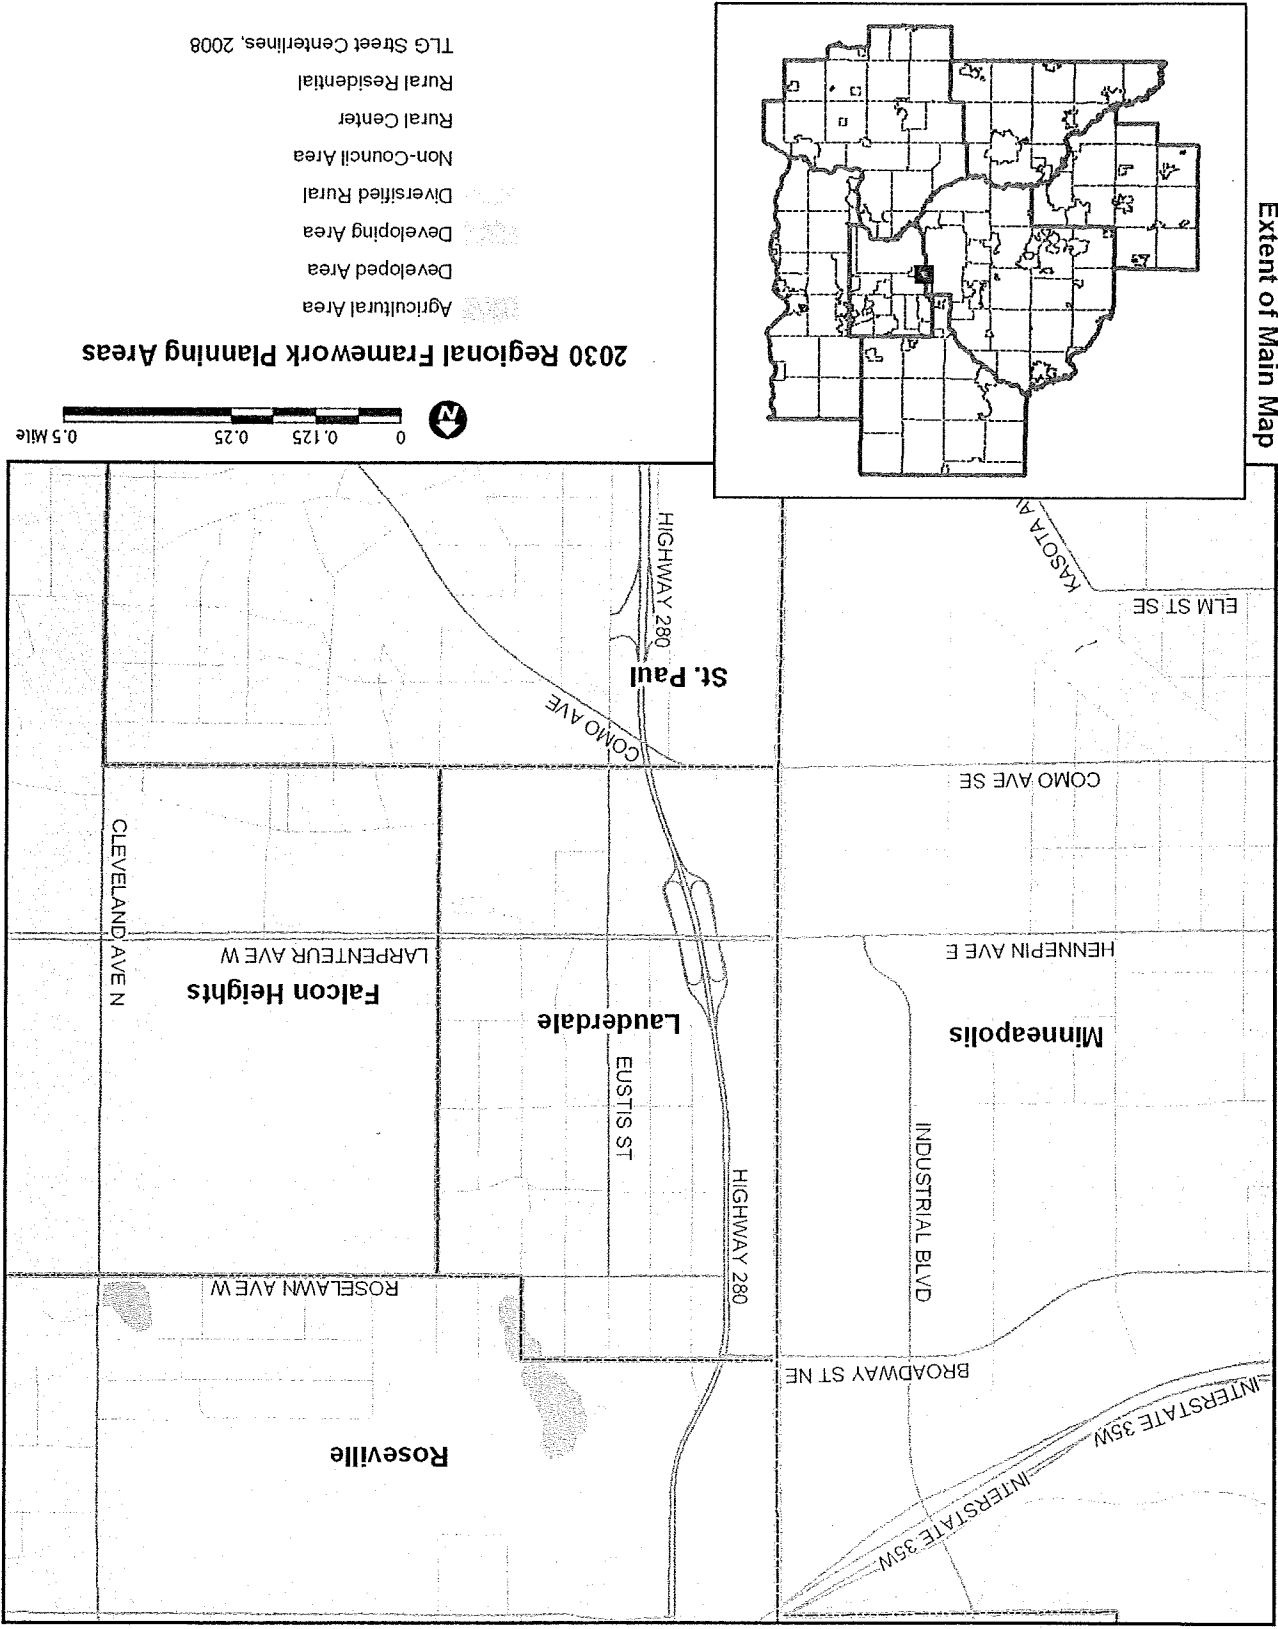 INTERSTATE 35W
INTERSTATE 35W
Roseville
BROADWAY ST NE
ROSELAWN AVE W
HIGHWAY 280
INDUSTRIAL BLVD
EUSTIS ST
Minneapolis
Lauderdale
Falcon Heights
HENNEPIN AVE E
LARPENTEUR AVE W
CLEVELAND AVE N
COMO AVE SE
COMO AVE
St. Paul
ELM ST SE
KASOTA AV
HIGHWAY 280
Extent of Main Map
N
0 0.125 0.25 0.5 Mile
2030 Regional Framework Planning Areas
Agricultural Area
Developed Area
Developing Area
Diversified Rural
Non-Council Area
Rural Center
Rural Residential
TLG Street Centerlines, 2008